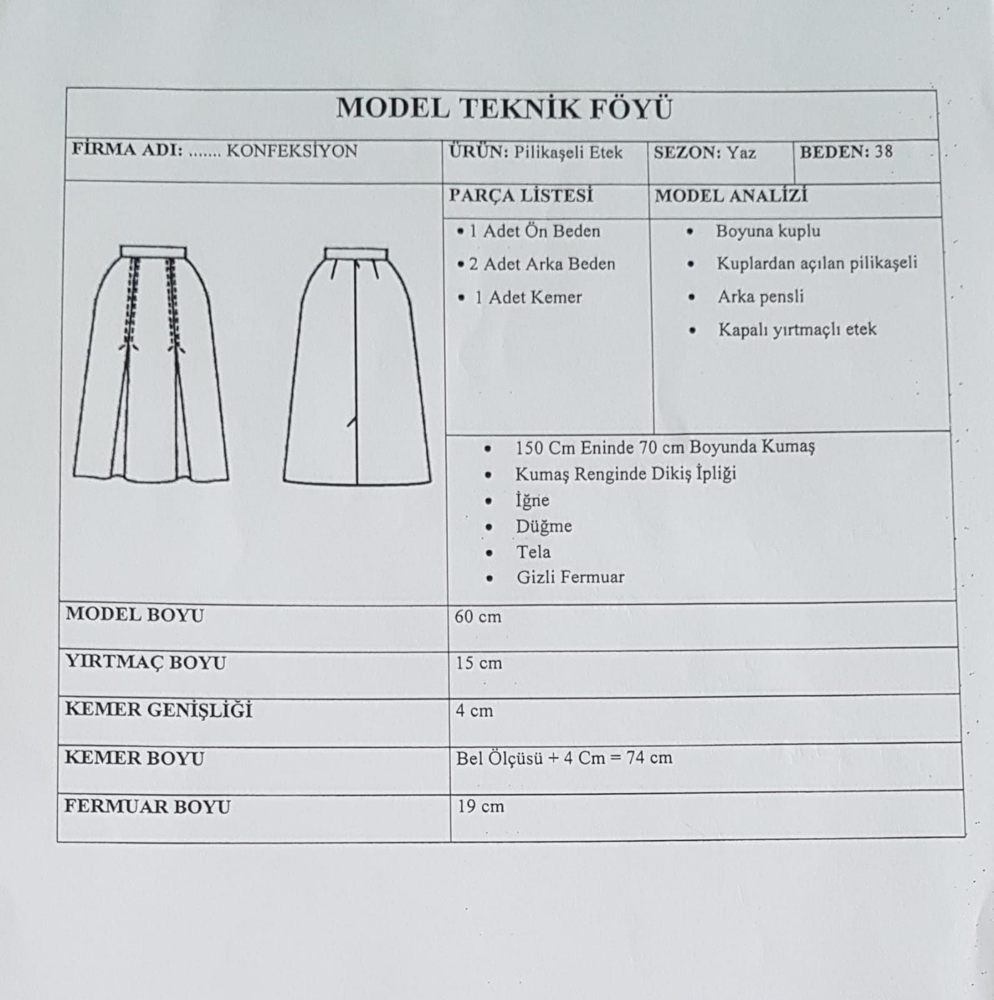 MODEL TEKNİK FÖYÜ
FİRMA ADI: ....... KONFEKSİYON
ÜRÜN: Pilikaşeli Etek
SEZON: Yaz
BEDEN: 38
PARÇA LİSTESİ
• 1 Adet Ön Beden
• 2 Adet Arka Beden
• 1 Adet Kemer
MODEL ANALİZİ
• Boyuna kuplu
• Kuplardan açılan pilikaşeli
• Arka pensli
• Kapalı yırtmaçlı etek
• 150 Cm Eninde 70 cm Boyunda Kumaş
• Kumaş Renginde Dikiş İpliği
• İğne
• Düğme
• Tela
• Gizli Fermuar
MODEL BOYU
60 cm
YIRTMAÇ BOYU
15 cm
KEMER GENİŞLİĞİ
4 cm
KEMER BOYU
Bel Ölçüsü + 4 Cm = 74 cm
FERMUAR BOYU
19 cm